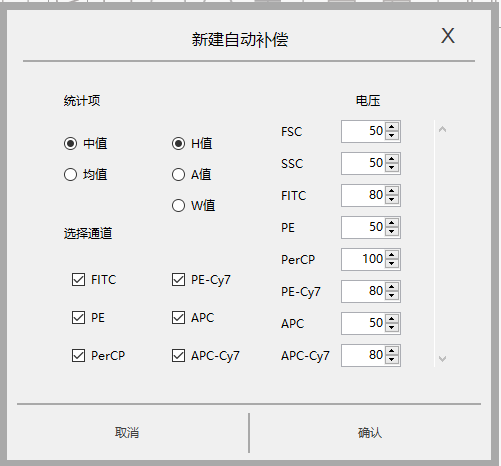 新建自动补偿
X
统计项
中值
H值
均值
A值
W值
选择通道
FITC
PE-Cy7
PE
APC
PerCP
APC-Cy7
电压
FSC 50
SSC 50
FITC 80
PE 50
PerCP 100
PE-Cy7 80
APC 50
APC-Cy7 80
取消
确认